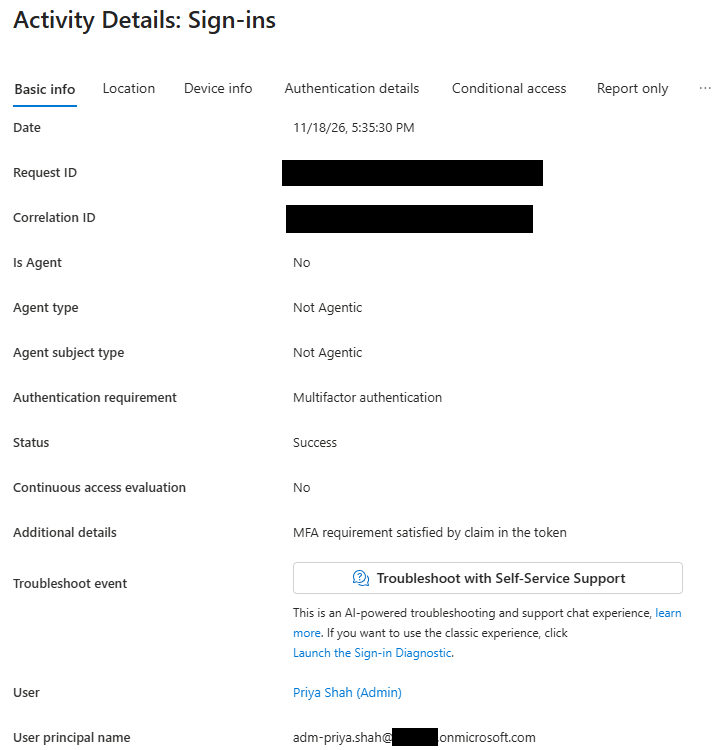 Activity Details: Sign-ins
Basic info Location Device info Authentication details Conditional access Report only ...
Date 11/18/26, 5:35:30 PM
Request ID
Correlation ID
Is Agent No
Agent type Not Agentic
Agent subject type Not Agentic
Authentication requirement Multifactor authentication
Status Success
Continuous access evaluation No
Additional details MFA requirement satisfied by claim in the token
Troubleshoot event Troubleshoot with Self-Service Support
This is an AI-powered troubleshooting and support chat experience, learn
more. If you want to use the classic experience, click
Launch the Sign-in Diagnostic.
User Priya Shah (Admin)
User principal name adm-priya.shah@ .onmicrosoft.com